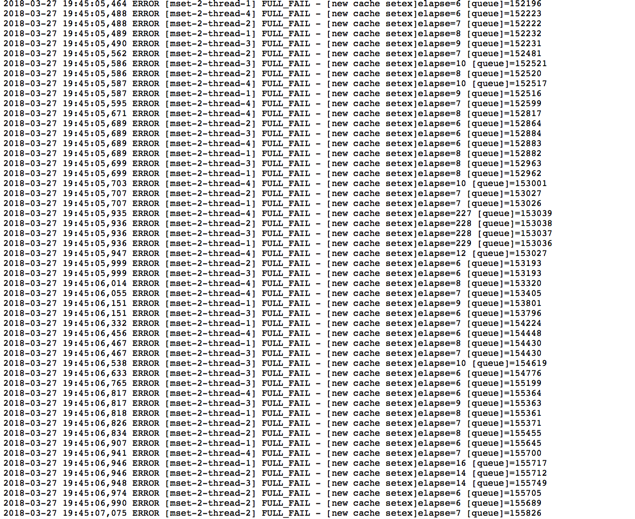 2018-03-27 19:45:05,464 ERROR [mset-2-thread-1] FULL_FAIL - [new cache setex]elapse=6 [queue]=152196
2018-03-27 19:45:05,488 ERROR [mset-2-thread-4] FULL_FAIL - [new cache setex]elapse=6 [queue]=152223
2018-03-27 19:45:05,488 ERROR [mset-2-thread-2] FULL_FAIL - [new cache setex]elapse=7 [queue]=152222
2018-03-27 19:45:05,489 ERROR [mset-2-thread-1] FULL_FAIL - [new cache setex]elapse=8 [queue]=152232
2018-03-27 19:45:05,490 ERROR [mset-2-thread-3] FULL_FAIL - [new cache setex]elapse=9 [queue]=152231
2018-03-27 19:45:05,562 ERROR [mset-2-thread-2] FULL_FAIL - [new cache setex]elapse=7 [queue]=152481
2018-03-27 19:45:05,586 ERROR [mset-2-thread-3] FULL_FAIL - [new cache setex]elapse=10 [queue]=152521
2018-03-27 19:45:05,586 ERROR [mset-2-thread-2] FULL_FAIL - [new cache setex]elapse=8 [queue]=152520
2018-03-27 19:45:05,587 ERROR [mset-2-thread-4] FULL_FAIL - [new cache setex]elapse=10 [queue]=152517
2018-03-27 19:45:05,587 ERROR [mset-2-thread-1] FULL_FAIL - [new cache setex]elapse=9 [queue]=152516
2018-03-27 19:45:05,595 ERROR [mset-2-thread-4] FULL_FAIL - [new cache setex]elapse=7 [queue]=152599
2018-03-27 19:45:05,671 ERROR [mset-2-thread-4] FULL_FAIL - [new cache setex]elapse=8 [queue]=152817
2018-03-27 19:45:05,689 ERROR [mset-2-thread-2] FULL_FAIL - [new cache setex]elapse=6 [queue]=152864
2018-03-27 19:45:05,689 ERROR [mset-2-thread-3] FULL_FAIL - [new cache setex]elapse=6 [queue]=152884
2018-03-27 19:45:05,689 ERROR [mset-2-thread-4] FULL_FAIL - [new cache setex]elapse=6 [queue]=152883
2018-03-27 19:45:05,689 ERROR [mset-2-thread-1] FULL_FAIL - [new cache setex]elapse=8 [queue]=152882
2018-03-27 19:45:05,699 ERROR [mset-2-thread-3] FULL_FAIL - [new cache setex]elapse=8 [queue]=152963
2018-03-27 19:45:05,699 ERROR [mset-2-thread-1] FULL_FAIL - [new cache setex]elapse=8 [queue]=152962
2018-03-27 19:45:05,703 ERROR [mset-2-thread-4] FULL_FAIL - [new cache setex]elapse=10 [queue]=153001
2018-03-27 19:45:05,707 ERROR [mset-2-thread-2] FULL_FAIL - [new cache setex]elapse=7 [queue]=153027
2018-03-27 19:45:05,707 ERROR [mset-2-thread-1] FULL_FAIL - [new cache setex]elapse=7 [queue]=153026
2018-03-27 19:45:05,935 ERROR [mset-2-thread-4] FULL_FAIL - [new cache setex]elapse=227 [queue]=153039
2018-03-27 19:45:05,936 ERROR [mset-2-thread-2] FULL_FAIL - [new cache setex]elapse=228 [queue]=153038
2018-03-27 19:45:05,936 ERROR [mset-2-thread-3] FULL_FAIL - [new cache setex]elapse=228 [queue]=153037
2018-03-27 19:45:05,936 ERROR [mset-2-thread-1] FULL_FAIL - [new cache setex]elapse=229 [queue]=153036
2018-03-27 19:45:05,947 ERROR [mset-2-thread-4] FULL_FAIL - [new cache setex]elapse=12 [queue]=153027
2018-03-27 19:45:05,999 ERROR [mset-2-thread-2] FULL_FAIL - [new cache setex]elapse=6 [queue]=153193
2018-03-27 19:45:05,999 ERROR [mset-2-thread-3] FULL_FAIL - [new cache setex]elapse=6 [queue]=153193
2018-03-27 19:45:06,014 ERROR [mset-2-thread-4] FULL_FAIL - [new cache setex]elapse=8 [queue]=153320
2018-03-27 19:45:06,055 ERROR [mset-2-thread-4] FULL_FAIL - [new cache setex]elapse=7 [queue]=153405
2018-03-27 19:45:06,151 ERROR [mset-2-thread-1] FULL_FAIL - [new cache setex]elapse=9 [queue]=153801
2018-03-27 19:45:06,151 ERROR [mset-2-thread-3] FULL_FAIL - [new cache setex]elapse=6 [queue]=153796
2018-03-27 19:45:06,332 ERROR [mset-2-thread-1] FULL_FAIL - [new cache setex]elapse=7 [queue]=154224
2018-03-27 19:45:06,456 ERROR [mset-2-thread-4] FULL_FAIL - [new cache setex]elapse=6 [queue]=154448
2018-03-27 19:45:06,467 ERROR [mset-2-thread-1] FULL_FAIL - [new cache setex]elapse=8 [queue]=154430
2018-03-27 19:45:06,467 ERROR [mset-2-thread-3] FULL_FAIL - [new cache setex]elapse=7 [queue]=154430
2018-03-27 19:45:06,538 ERROR [mset-2-thread-3] FULL_FAIL - [new cache setex]elapse=10 [queue]=154619
2018-03-27 19:45:06,633 ERROR [mset-2-thread-2] FULL_FAIL - [new cache setex]elapse=6 [queue]=154776
2018-03-27 19:45:06,765 ERROR [mset-2-thread-3] FULL_FAIL - [new cache setex]elapse=6 [queue]=155199
2018-03-27 19:45:06,817 ERROR [mset-2-thread-4] FULL_FAIL - [new cache setex]elapse=6 [queue]=155364
2018-03-27 19:45:06,817 ERROR [mset-2-thread-3] FULL_FAIL - [new cache setex]elapse=9 [queue]=155363
2018-03-27 19:45:06,818 ERROR [mset-2-thread-1] FULL_FAIL - [new cache setex]elapse=8 [queue]=155361
2018-03-27 19:45:06,826 ERROR [mset-2-thread-2] FULL_FAIL - [new cache setex]elapse=7 [queue]=155371
2018-03-27 19:45:06,834 ERROR [mset-2-thread-2] FULL_FAIL - [new cache setex]elapse=8 [queue]=155455
2018-03-27 19:45:06,907 ERROR [mset-2-thread-1] FULL_FAIL - [new cache setex]elapse=6 [queue]=155645
2018-03-27 19:45:06,941 ERROR [mset-2-thread-4] FULL_FAIL - [new cache setex]elapse=7 [queue]=155700
2018-03-27 19:45:06,946 ERROR [mset-2-thread-1] FULL_FAIL - [new cache setex]elapse=16 [queue]=155717
2018-03-27 19:45:06,946 ERROR [mset-2-thread-2] FULL_FAIL - [new cache setex]elapse=14 [queue]=155712
2018-03-27 19:45:06,948 ERROR [mset-2-thread-3] FULL_FAIL - [new cache setex]elapse=14 [queue]=155749
2018-03-27 19:45:06,974 ERROR [mset-2-thread-2] FULL_FAIL - [new cache setex]elapse=6 [queue]=155705
2018-03-27 19:45:06,990 ERROR [mset-2-thread-2] FULL_FAIL - [new cache setex]elapse=6 [queue]=155689
2018-03-27 19:45:07,075 ERROR [mset-2-thread-2] FULL_FAIL - [new cache setex]elapse=7 [queue]=155826